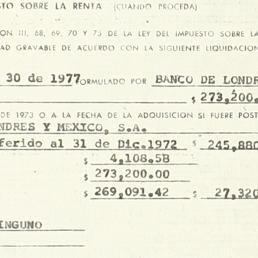 STO SOBRE LA RENTA (CUANDO PROCEDA)
ON III, 68, 69, 70 Y 73 DE LA LEY DEL IMPUESTO SOBRE LA
AD GRAVABLE DE ACUERDO CON LA SIGUIENTE LIQUIDACION
30 de 1977 FORMULADO POR BANCO DE LONDR
$ 273,200.
DE 1973 O A LA FECHA DE LA ADQUISICION SI FUERE POST
NDRES Y MEXICO, S.A.
ferido al 31 de Dic.1972 $ 245,880
$ 4,108.58
$ 273,200.00
$ 269,091.42 $ 27,320
INGUNO